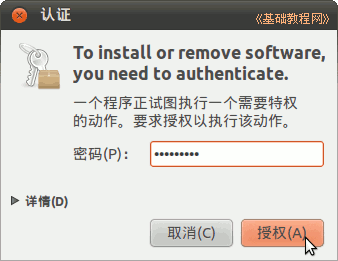 认证
《基础教程网》
To install or remove software,
you need to authenticate.
一个程序正试图执行一个需要特权
的动作。要求授权以执行该动作。
密码(P)： •••••••••
详情(D)
取消(C) 授权(A)